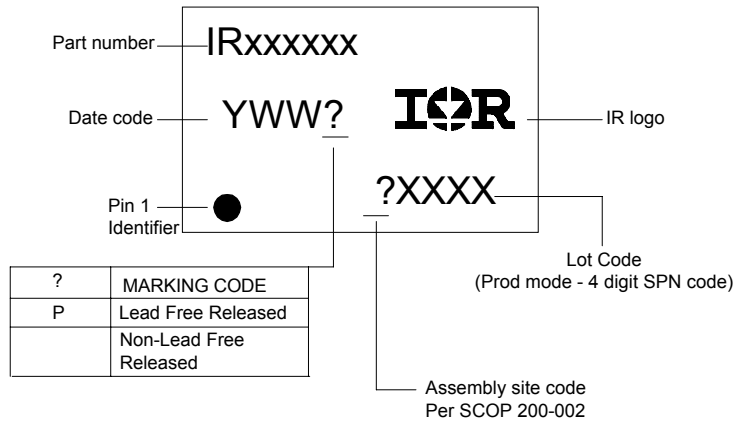 Part number
IRxxxxxx
Date code
YWW?
IOR
IR logo
?XXXX
Pin 1
Identifier
Lot Code
(Prod mode - 4 digit SPN code)
? MARKING CODE
P Lead Free Released
Non-Lead Free
Released
Assembly site code
Per SCOP 200-002